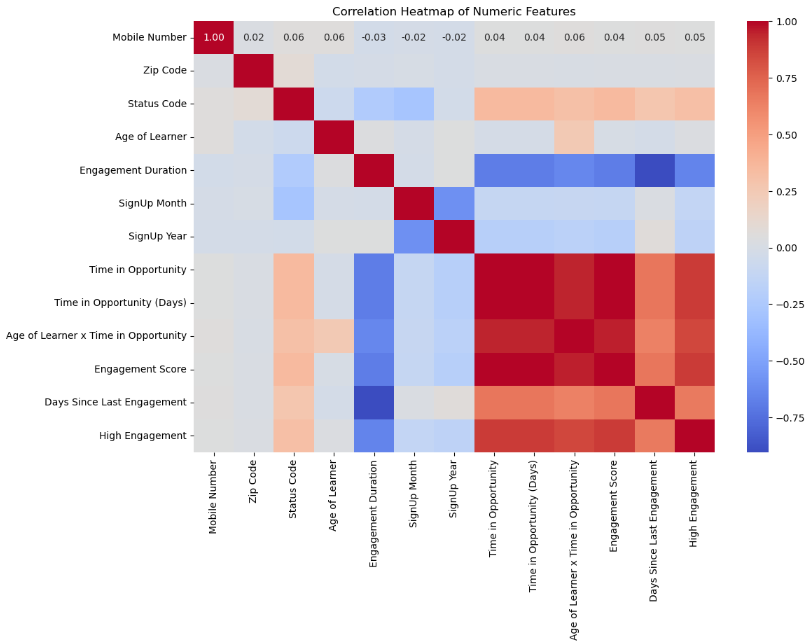 Correlation Heatmap of Numeric Features
Mobile Number 1.00 0.02 0.06 0.06 -0.03 -0.02 -0.02 0.04 0.04 0.06 0.04 0.05 0.05
Zip Code
Status Code
Age of Learner
Engagement Duration
SignUp Month
SignUp Year
Time in Opportunity
Time in Opportunity (Days)
Age of Learner x Time in Opportunity
Engagement Score
Days Since Last Engagement
High Engagement
Mobile Number
Zip Code
Status Code
Age of Learner
Engagement Duration
SignUp Month
SignUp Year
Time in Opportunity
Time in Opportunity (Days)
Age of Learner x Time in Opportunity
Engagement Score
Days Since Last Engagement
High Engagement
1.00
0.75
0.50
0.25
0.00
-0.25
-0.50
-0.75